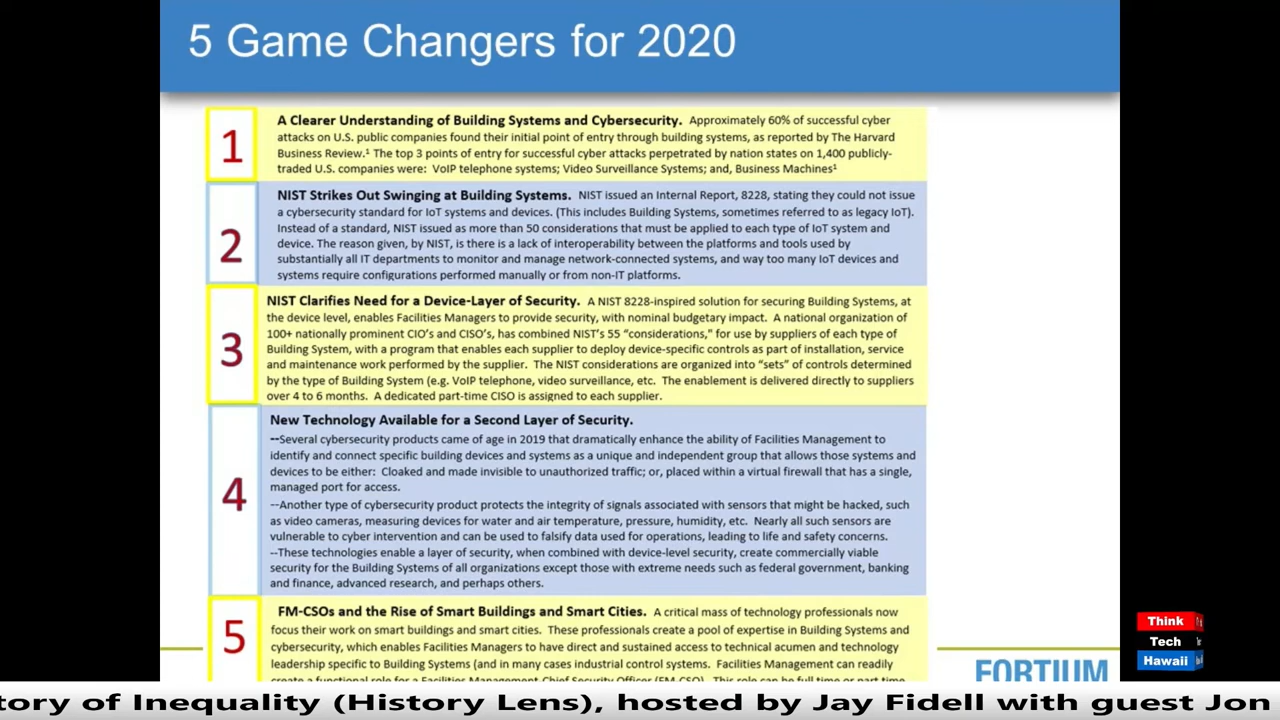 5 Game Changers for 2020
1
A Clearer Understanding of Building Systems and Cybersecurity. Approximately 60% of successful cyber
attacks on U.S. public companies found their initial point of entry through building systems, as reported by The Harvard
Business Review.¹ The top 3 points of entry for successful cyber attacks perpetrated by nation states on 1,400 publicly-
traded U.S. companies were: VoIP telephone systems; Video Surveillance Systems; and, Business Machines¹
2
NIST Strikes Out Swinging at Building Systems. NIST issued an Internal Report, 8228, stating they could not issue
a cybersecurity standard for IoT systems and devices. (This includes Building Systems, sometimes referred to as legacy IoT).
Instead of a standard, NIST issued as more than 50 considerations that must be applied to each type of IoT system and
device. The reason given, by NIST, is there is a lack of interoperability between the platforms and tools used by
substantially all IT departments to monitor and manage network-connected systems, and way too many IoT devices and
systems require configurations performed manually or from non-IT platforms.
3
NIST Clarifies Need for a Device-Layer of Security. A NIST 8228-inspired solution for securing Building Systems, at
the device level, enables Facilities Managers to provide security, with nominal budgetary impact. A national organization of
100+ nationally prominent CIO's and CISO's, has combined NIST's 55 "considerations," for use by suppliers of each type of
Building System, with a program that enables each supplier to deploy device-specific controls as part of installation, service
and maintenance work performed by the supplier. The NIST considerations are organized into "sets" of controls determined
by the type of Building System (e.g. VoIP telephone, video surveillance, etc. The enablement is delivered directly to suppliers
over 4 to 6 months. A dedicated part-time CISO is assigned to each supplier.
4
New Technology Available for a Second Layer of Security.
--Several cybersecurity products came of age in 2019 that dramatically enhance the ability of Facilities Management to
identify and connect specific building devices and systems as a unique and independent group that allows those systems and
devices to be either: Cloaked and made invisible to unauthorized traffic; or, placed within a virtual firewall that has a single,
managed port for access.
--Another type of cybersecurity product protects the integrity of signals associated with sensors that might be hacked, such
as video cameras, measuring devices for water and air temperature, pressure, humidity, etc. Nearly all such sensors are
vulnerable to cyber intervention and can be used to falsify data used for operations, leading to life and safety concerns.
--These technologies enable a layer of security, when combined with device-level security, create commercially viable
security for the Building Systems of all organizations except those with extreme needs such as federal government, banking
and finance, advanced research, and perhaps others.
5
FM-CSOs and the Rise of Smart Buildings and Smart Cities. A critical mass of technology professionals now
focus their work on smart buildings and smart cities. These professionals create a pool of expertise in Building Systems and
cybersecurity, which enables Facilities Managers to have direct and sustained access to technical acumen and technology
leadership specific to Building Systems (and in many cases industrial control systems. Facilities Management can readily
create a functional role for a Facilities Management Chief Security Officer (FM-CSO). This role can be full time or part time
FORTIUM
Think
Tech
Hawaii
tory of Inequality (History Lens), hosted by Jay Fidell with guest Jon